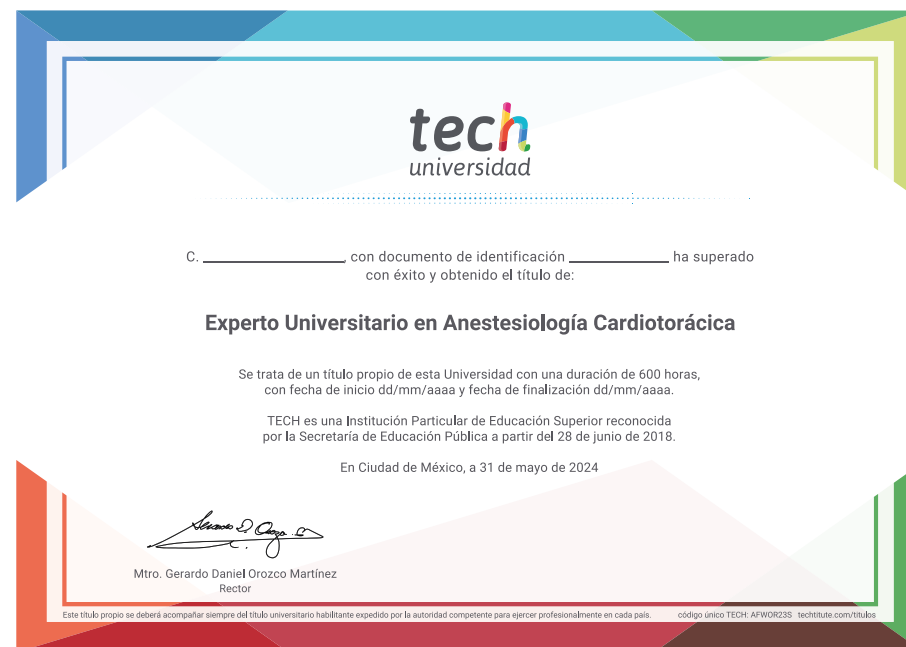 tech
universidad
C. ____________________, con documento de identificación ______________ ha superado
con éxito y obtenido el título de:
Experto Universitario en Anestesiología Cardiotorácica
Se trata de un título propio de esta Universidad con una duración de 600 horas,
con fecha de inicio dd/mm/aaaa y fecha de finalización dd/mm/aaaa.
TECH es una Institución Particular de Educación Superior reconocida
por la Secretaría de Educación Pública a partir del 28 de junio de 2018.
En Ciudad de México, a 31 de mayo de 2024
Mtro. Gerardo Daniel Orozco Martínez
Rector
Este título propio se deberá acompañar siempre del título universitario habilitante expedido por la autoridad competente para ejercer profesionalmente en cada país. código único TECH: AFWOR23S techtitute.com/titulos